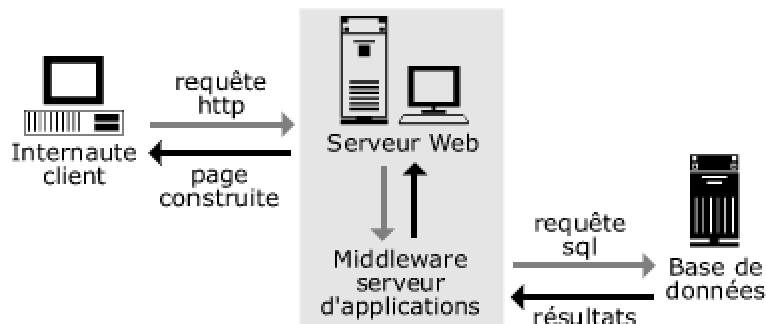 requête
http
Internaute
client
page
construite
Serveur Web
Middleware
serveur
d'applications
requête
sql
résultats
Base de
données